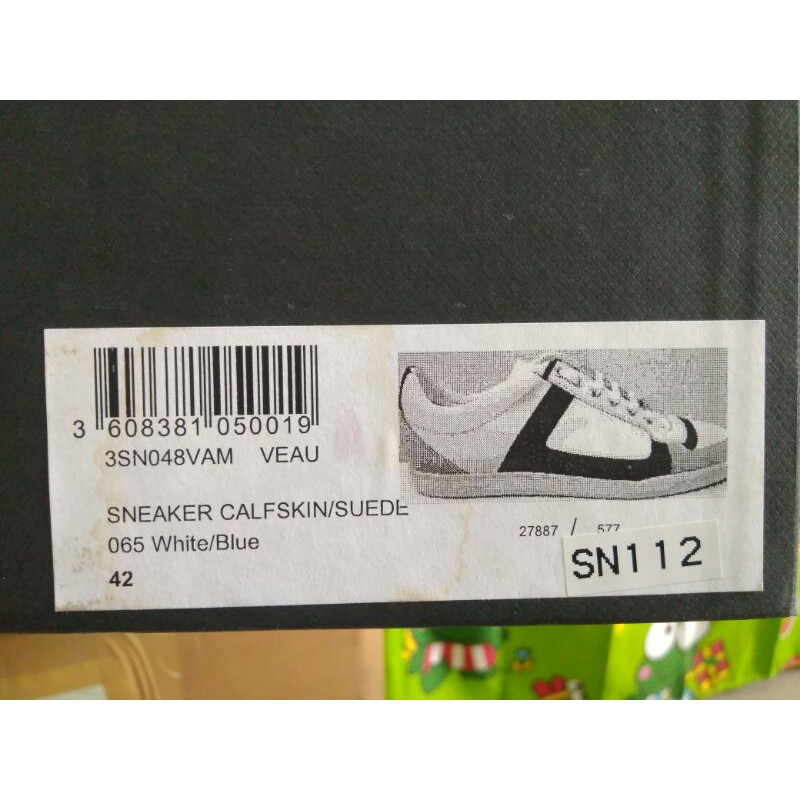 3 608381 050019
3SN048VAM VEAU
SNEAKER CALFSKIN/SUEDE
065 White/Blue
42
27887 / 577
SN112